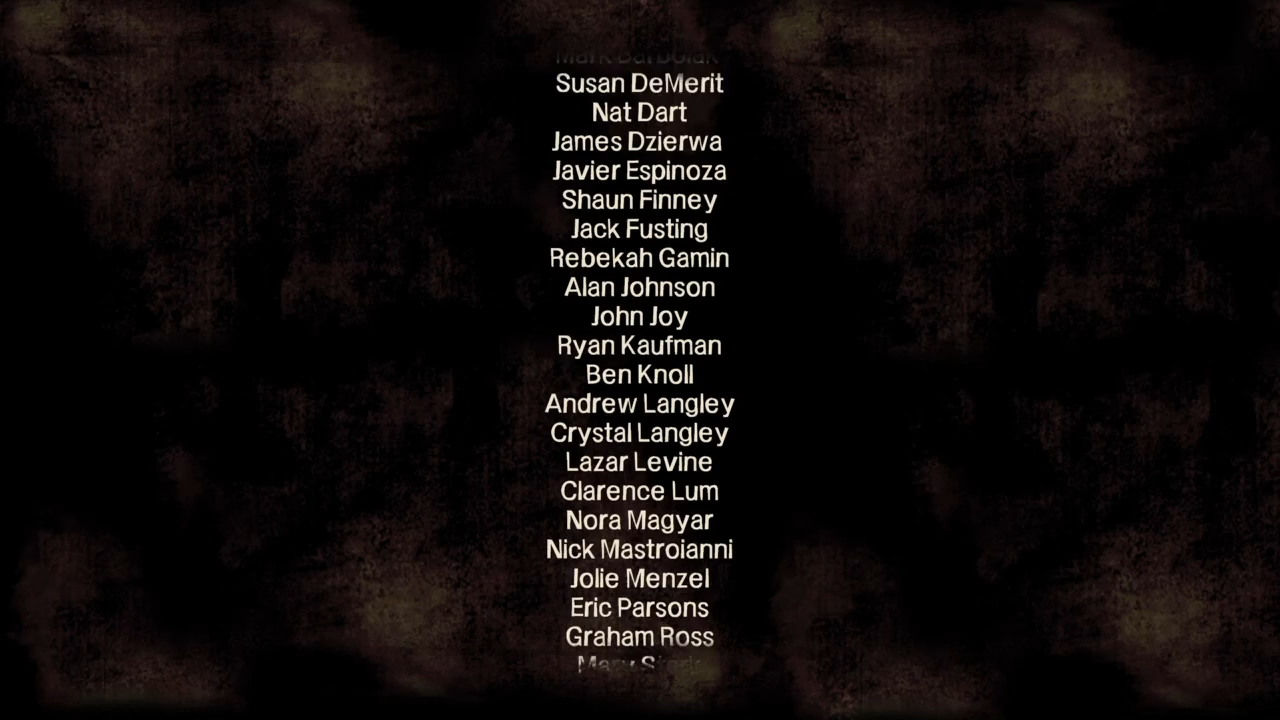 Susan DeMerit
Nat Dart
James Dzierwa
Javier Espinoza
Shaun Finney
Jack Fusting
Rebekah Gamin
Alan Johnson
John Joy
Ryan Kaufman
Ben Knoll
Andrew Langley
Crystal Langley
Lazar Levine
Clarence Lum
Nora Magyar
Nick Mastroianni
Jolie Menzel
Eric Parsons
Graham Ross
Mary